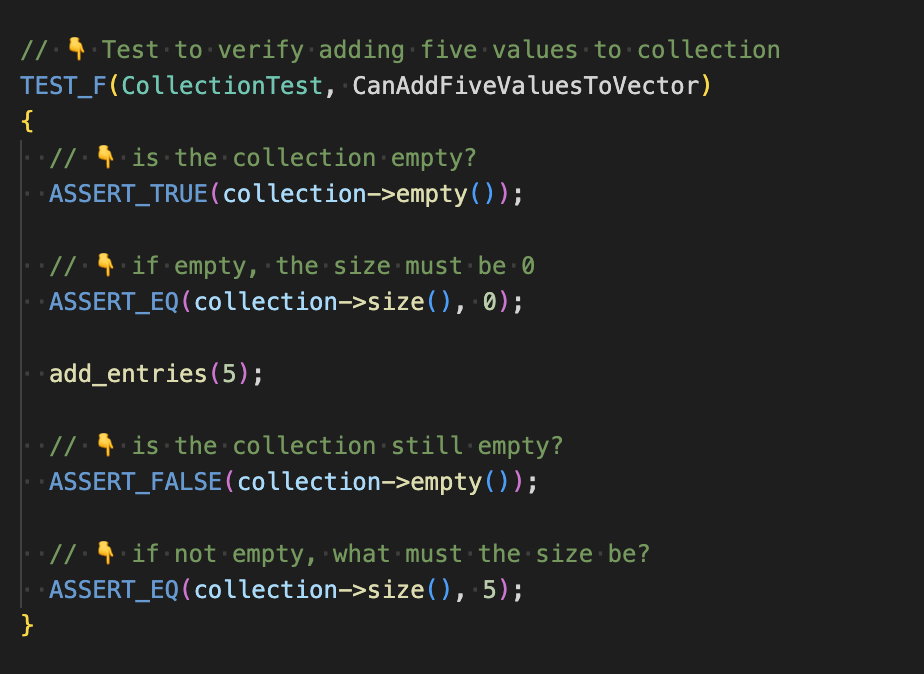 // 👇 Test to verify adding five values to collection
TEST_F(CollectionTest, CanAddFiveValuesToVector)
{
  // 👇 is the collection empty?
  ASSERT_TRUE(collection->empty());
  // 👇 if empty, the size must be 0
  ASSERT_EQ(collection->size(), 0);
  add_entries(5);
  // 👇 is the collection still empty?
  ASSERT_FALSE(collection->empty());
  // 👇 if not empty, what must the size be?
  ASSERT_EQ(collection->size(), 5);
}